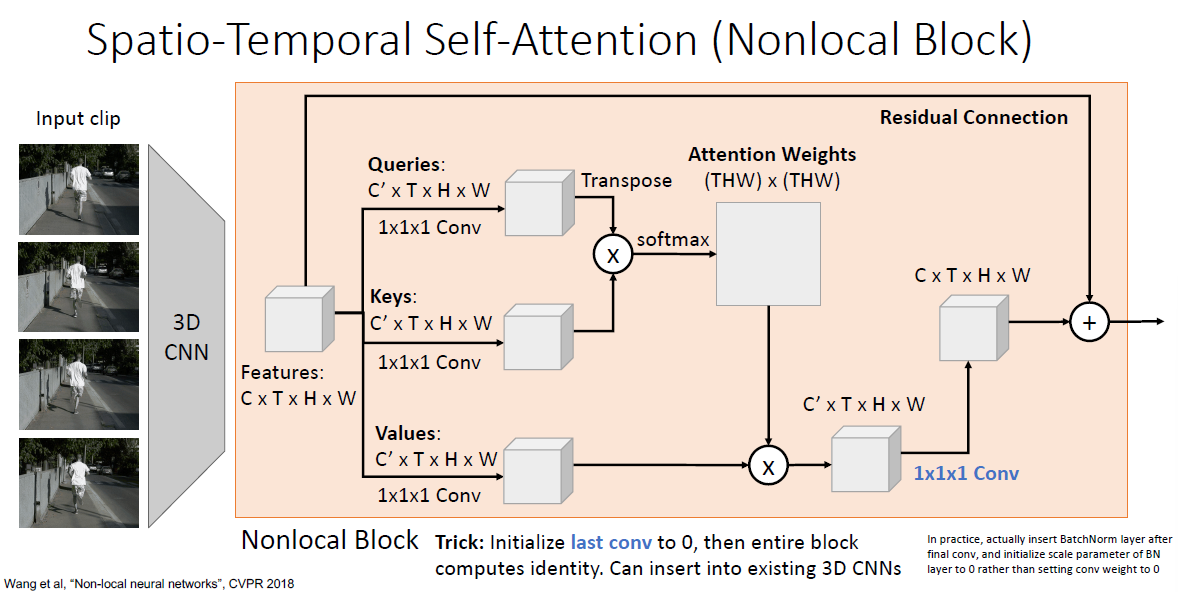 Spatio-Temporal Self-Attention (Nonlocal Block)
Input clip
3D
CNN
Features:
C x T x H x W
Queries:
C’ x T x H x W
1x1x1 Conv
Keys:
C’ x T x H x W
1x1x1 Conv
Values:
C’ x T x H x W
1x1x1 Conv
Transpose
x
softmax
Attention Weights
(THW) x (THW)
Residual Connection
x
C’ x T x H x W
1x1x1 Conv
C x T x H x W
+
Nonlocal Block
Trick: Initialize last conv to 0, then entire block
computes identity. Can insert into existing 3D CNNs
In practice, actually insert BatchNorm layer after
final conv, and initialize scale parameter of BN
layer to 0 rather than setting conv weight to 0
Wang et al, “Non-local neural networks”, CVPR 2018